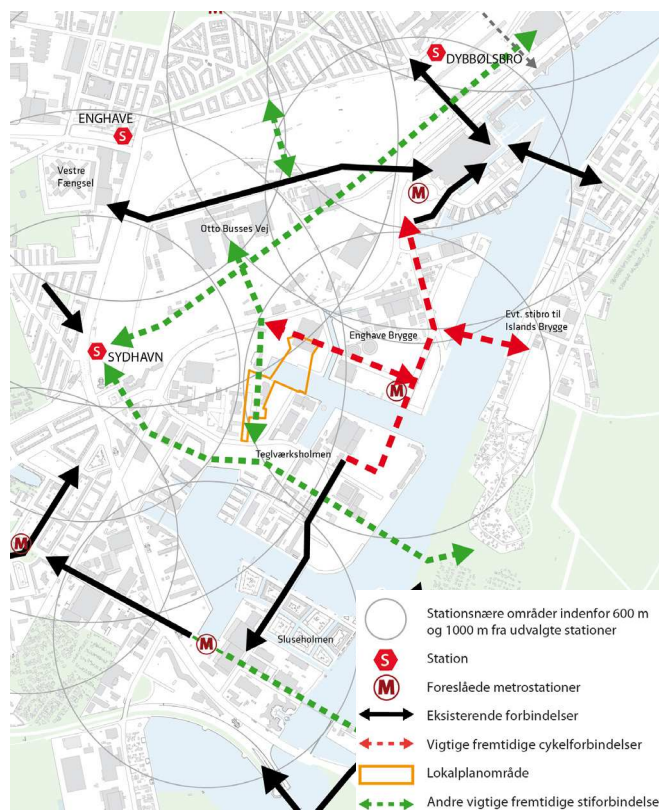 S
DYBBØLSBRO
ENGHAVE
S
Vestre
Fængsel
M
Otto Busses Vej
Enghave Brygge
Evt. stibro til
Islands Brygge
S
SYDHAVN
M
Teglværksholmen
M
Sluseholmen
M
Stationsnære områder indenfor 600 m
og 1000 m fra udvalgte stationer
S
Station
M
Foreslåede metrostationer
Eksisterende forbindelser
Vigtige fremtidige cykelforbindelser
Lokalplanområde
Andre vigtige fremtidige stiforbindelse